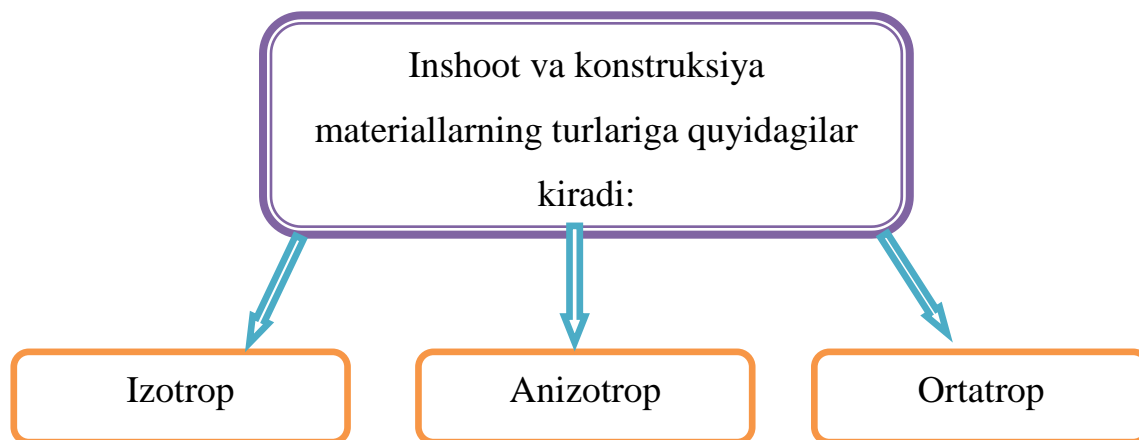 Inshoot va konstruksiya
materiallarning turlariga quyidagilar
kiradi:
Izotrop
Anizotrop
Ortatrop